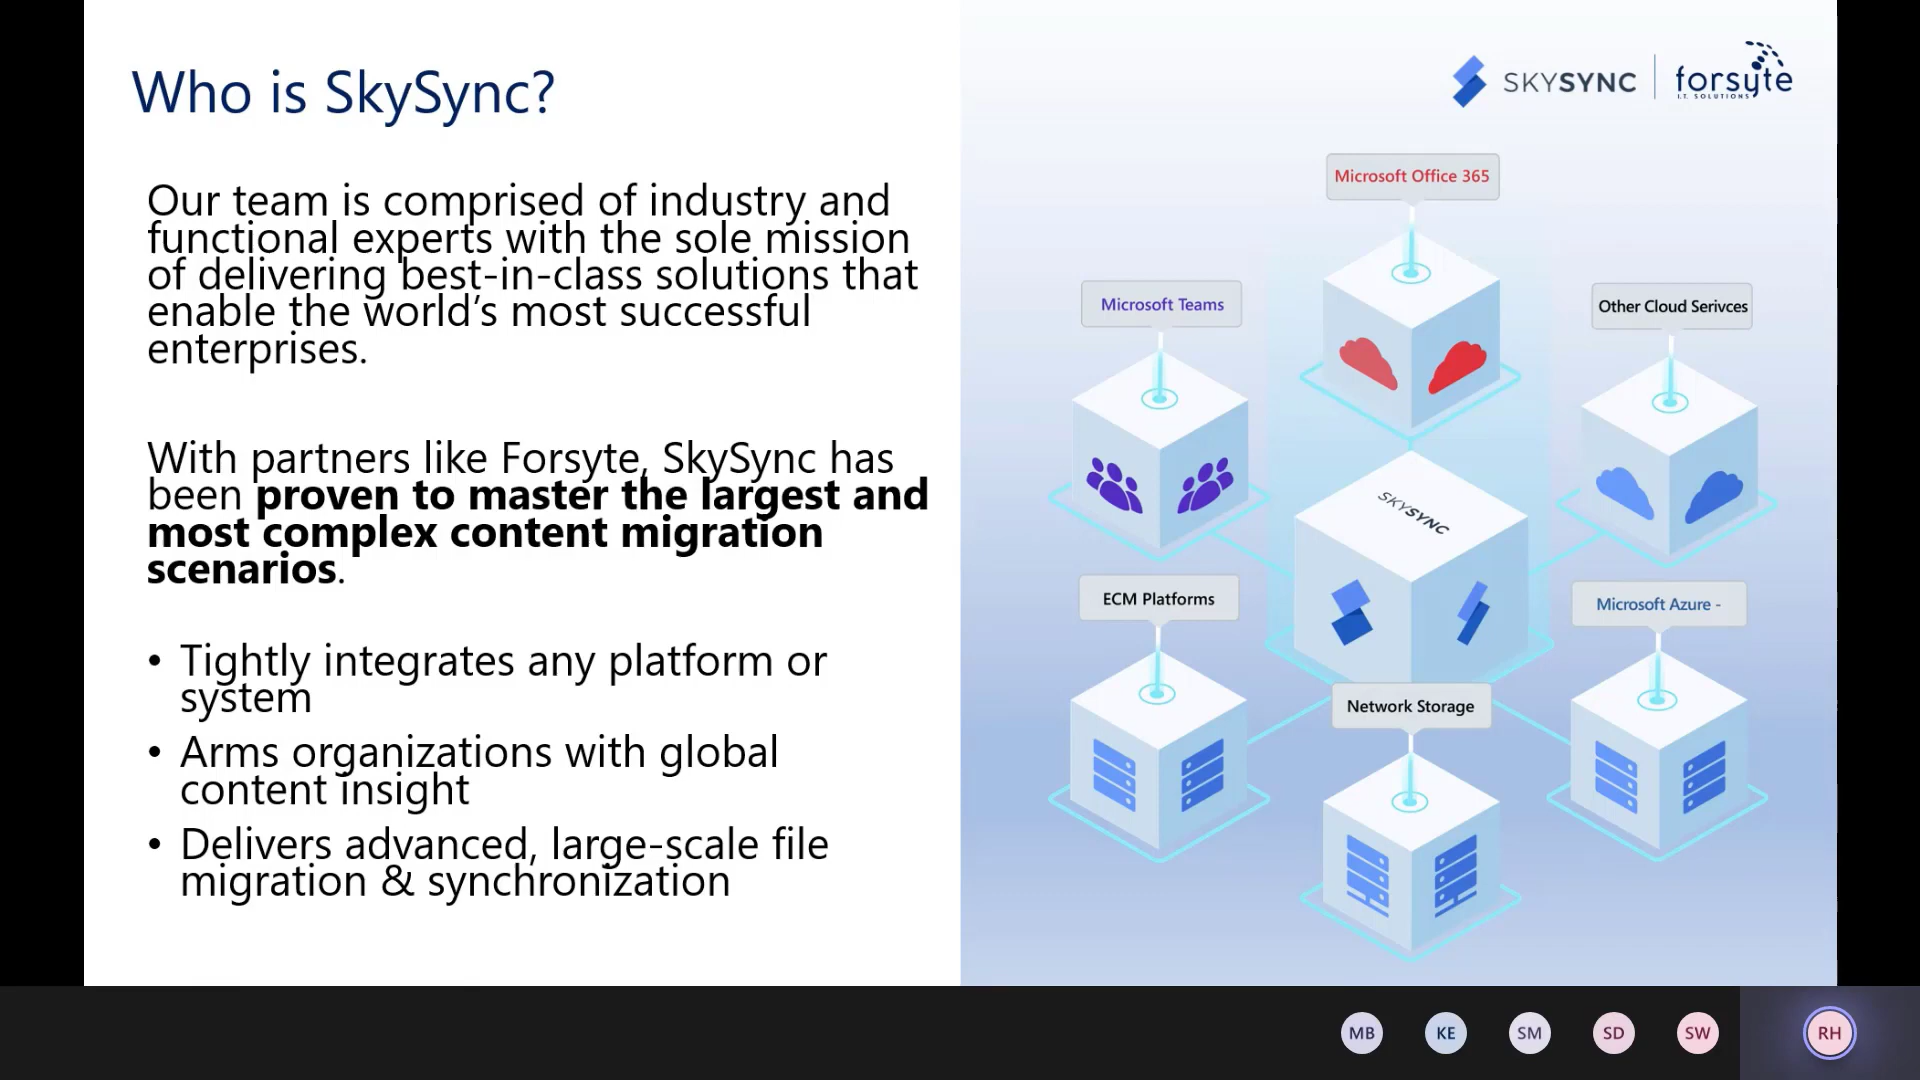 Who is SkySync?
Our team is comprised of industry and
functional experts with the sole mission
of delivering best-in-class solutions that
enable the world’s most successful
enterprises.
With partners like Forsyte, SkySync has
been proven to master the largest and
most complex content migration
scenarios.
• Tightly integrates any platform or
system
• Arms organizations with global
content insight
• Delivers advanced, large-scale file
migration & synchronization
SKYSYNC
forsyte
I.T. SOLUTIONS
Microsoft Office 365
Microsoft Teams
Other Cloud Serivces
SKYSYNC
ECM Platforms
Microsoft Azure -
Network Storage
MB
KE
SM
SD
SW
RH